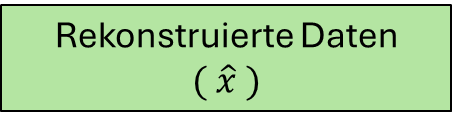 Rekonstruierte Daten
( x̂ )